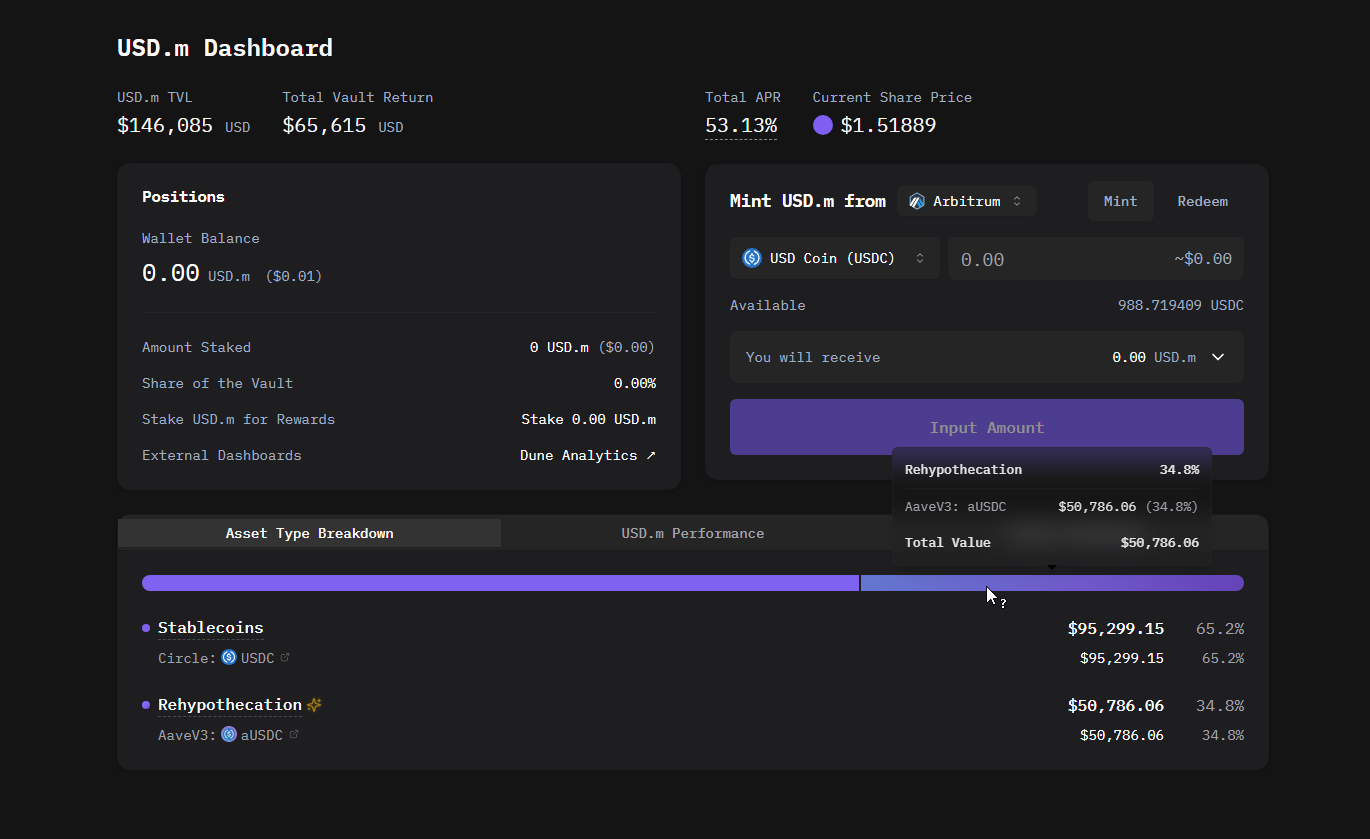 USD.m Dashboard
USD.m TVL
$146,085 USD
Total Vault Return
$65,615 USD
Total APR
53.13%
Current Share Price
$1.51889
Positions
Wallet Balance
0.00 USD.m ($0.01)
Amount Staked 0 USD.m ($0.00)
Share of the Vault 0.00%
Stake USD.m for Rewards Stake 0.00 USD.m
External Dashboards Dune Analytics ↗
Mint USD.m from Arbitrum Mint Redeem
USD Coin (USDC) 0.00 ~$0.00
Available 988.719409 USDC
You will receive 0.00 USD.m
Input Amount
Rehypothecation 34.8%
AaveV3: aUSDC $50,786.06 (34.8%)
Total Value $50,786.06
Asset Type Breakdown USD.m Performance
Stablecoins $95,299.15 65.2%
Circle: USDC $95,299.15 65.2%
Rehypothecation $50,786.06 34.8%
AaveV3: aUSDC $50,786.06 34.8%